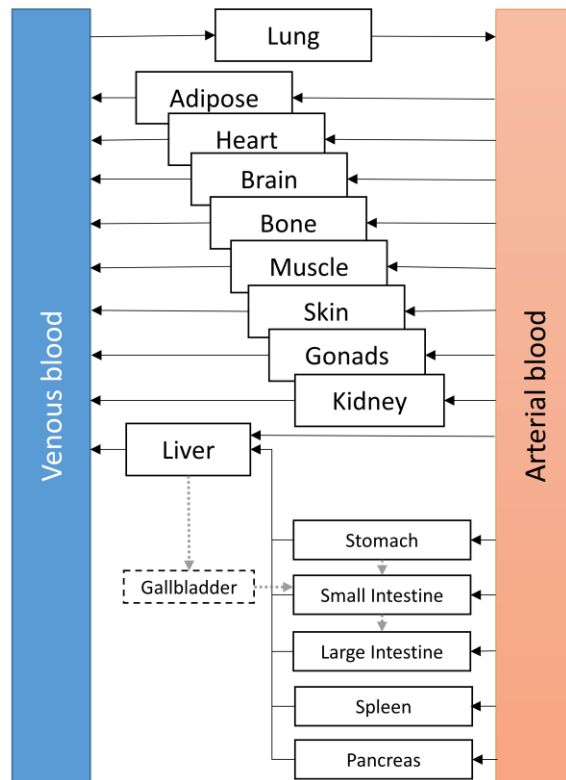 Lung
Adipose
Heart
Brain
Bone
Muscle
Skin
Gonads
Kidney
Liver
Stomach
Gallbladder
Small Intestine
Large Intestine
Spleen
Pancreas
Venous blood
Arterial blood